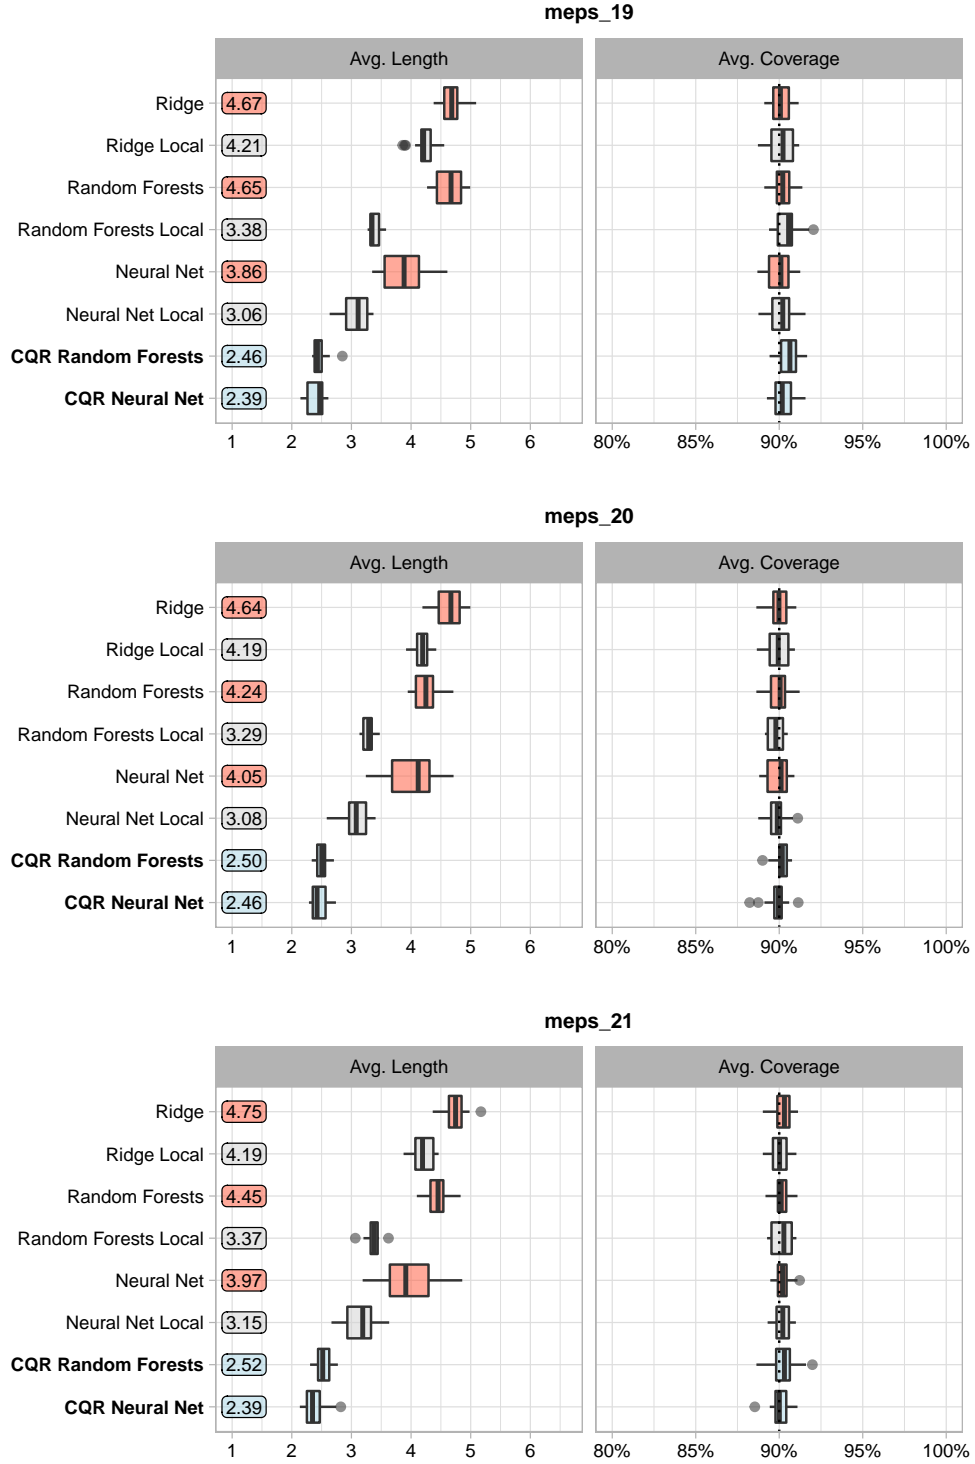 meps_19
Avg. Length Avg. Coverage
Ridge 4.67
Ridge Local 4.21
Random Forests 4.65
Random Forests Local 3.38
Neural Net 3.86
Neural Net Local 3.06
CQR Random Forests 2.46
CQR Neural Net 2.39
1 2 3 4 5 6 80% 85% 90% 95% 100%
meps_20
Avg. Length Avg. Coverage
Ridge 4.64
Ridge Local 4.19
Random Forests 4.24
Random Forests Local 3.29
Neural Net 4.05
Neural Net Local 3.08
CQR Random Forests 2.50
CQR Neural Net 2.46
1 2 3 4 5 6 80% 85% 90% 95% 100%
meps_21
Avg. Length Avg. Coverage
Ridge 4.75
Ridge Local 4.19
Random Forests 4.45
Random Forests Local 3.37
Neural Net 3.97
Neural Net Local 3.15
CQR Random Forests 2.52
CQR Neural Net 2.39
1 2 3 4 5 6 80% 85% 90% 95% 100%